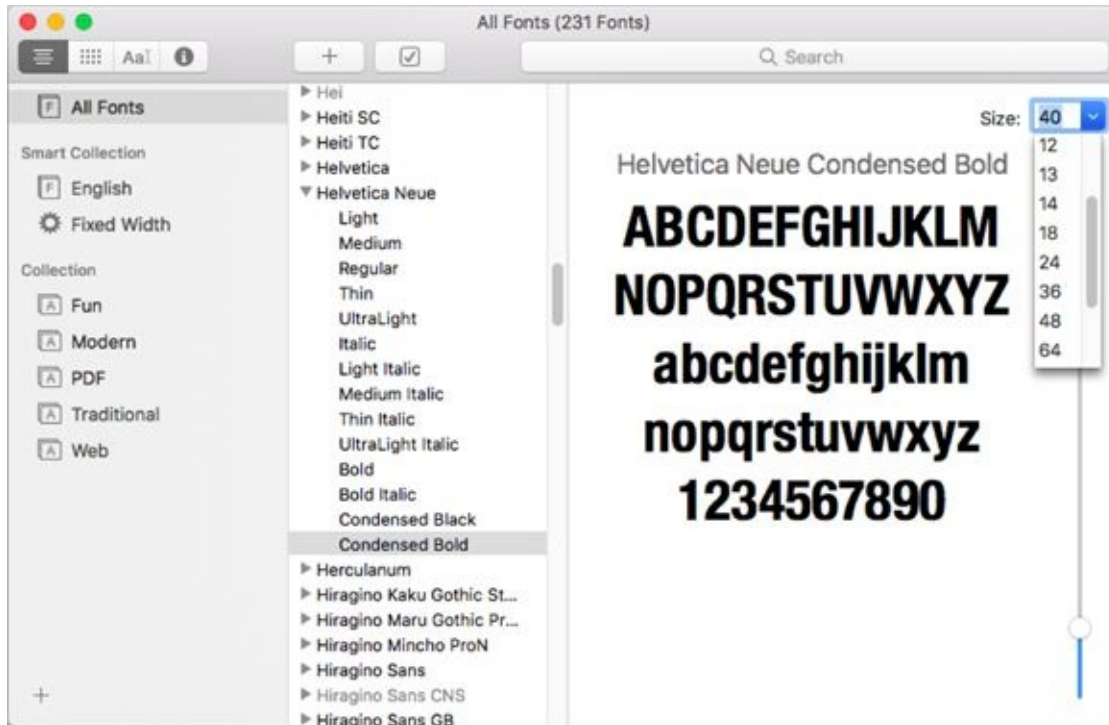 All Fonts (231 Fonts)
AaI
Search
All Fonts
Smart Collection
English
Fixed Width
Collection
Fun
Modern
PDF
Traditional
Web
Hei
Heiti SC
Heiti TC
Helvetica
Helvetica Neue
Light
Medium
Regular
Thin
UltraLight
Italic
Light Italic
Medium Italic
Thin Italic
UltraLight Italic
Bold
Bold Italic
Condensed Black
Condensed Bold
Herculanum
Hiragino Kaku Gothic St...
Hiragino Maru Gothic Pr...
Hiragino Mincho ProN
Hiragino Sans
Hiragino Sans CNS
Hiragino Sans GB
Size: 40
12
13
14
18
24
36
48
64
Helvetica Neue Condensed Bold
ABCDEFGHIJKLM
NOPQRSTUVWXYZ
abcdefghijklm
nopqrstuvwxyz
1234567890